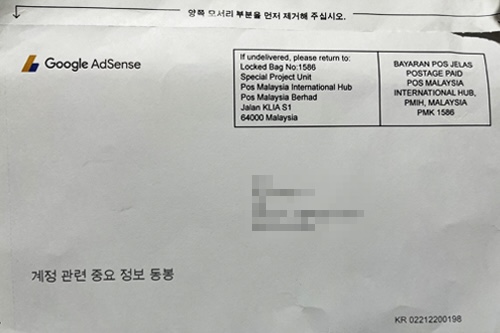 양쪽 모서리 부분을 먼저 제거해 주십시오.
Google AdSense
If undelivered, please return to:
Locked Bag No:1586
Special Project Unit
Pos Malaysia International Hub
Pos Malaysia Berhad
Jalan KLIA S1
64000 Malaysia
BAYARAN POS JELAS
POSTAGE PAID
POS MALAYSIA
INTERNATIONAL HUB,
PMIH, MALAYSIA
PMK 1586
계정 관련 중요 정보 동봉
KR 02212200198